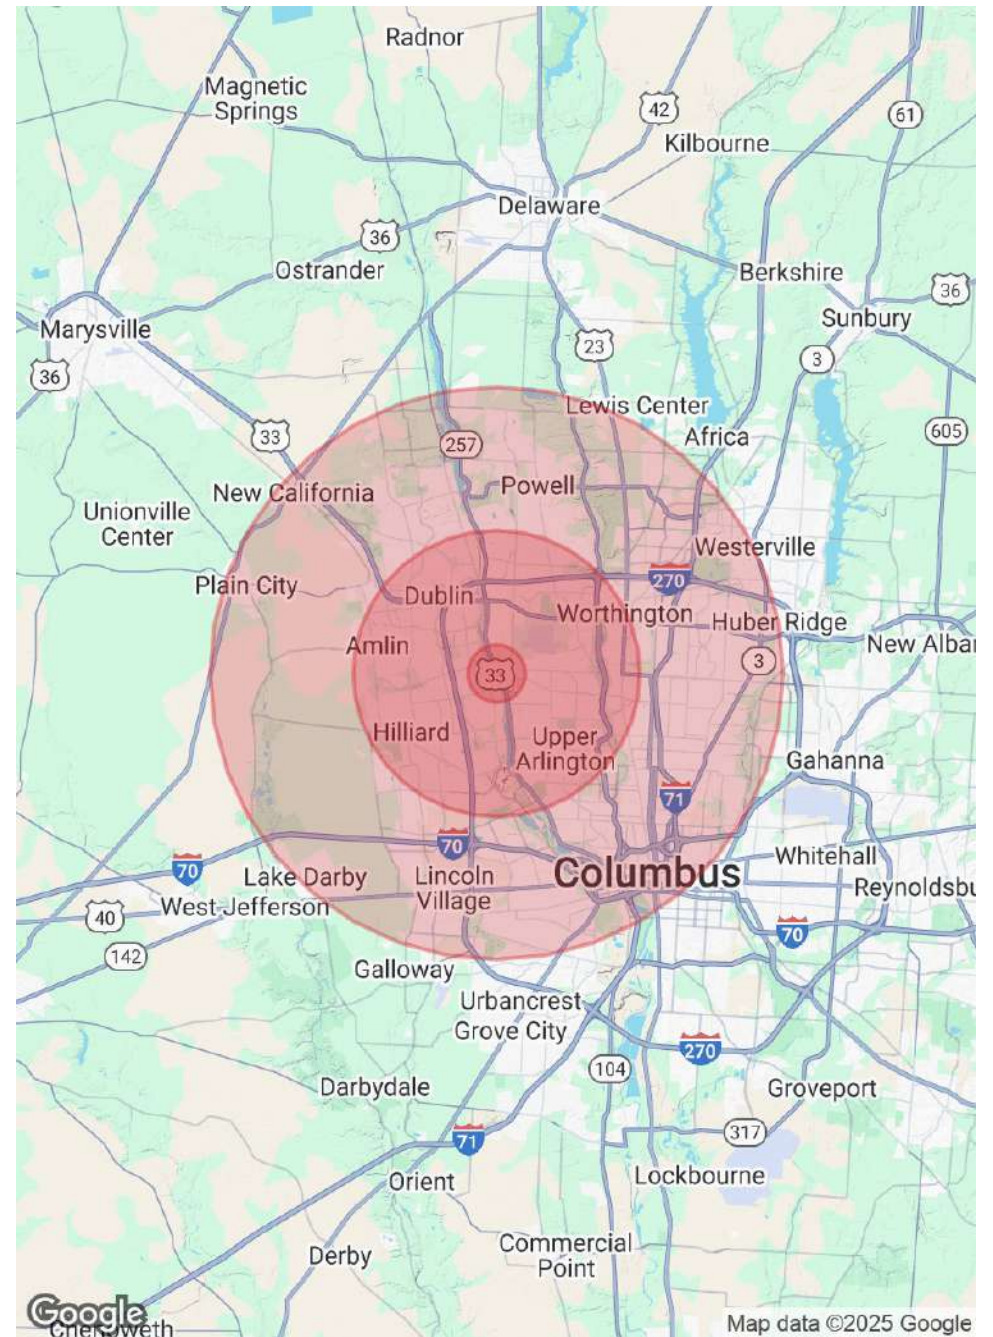 Radnor
Magnetic
Springs
42
61
Kilbourne
Delaware
36
Ostrander
Berkshire
36
Sunbury
Marysville
23
3
36
Lewis Center
33
257
Africa
605
New California
Powell
Unionville
Center
Westerville
Plain City
Dublin
270
Worthington
Huber Ridge
Amlin
New Alban
3
33
Hilliard
Upper
Arlington
Gahanna
71
70
Whitehall
70
Lake Darby
Lincoln
Village
Columbus
Reynoldsbu
40
West Jefferson
70
142
Galloway
Urbancrest
Grove City
270
104
Darbydale
Groveport
317
71
Orient
Lockbourne
Commercial
Point
Derby
Google
Chenoweth
Map data ©2025 Google